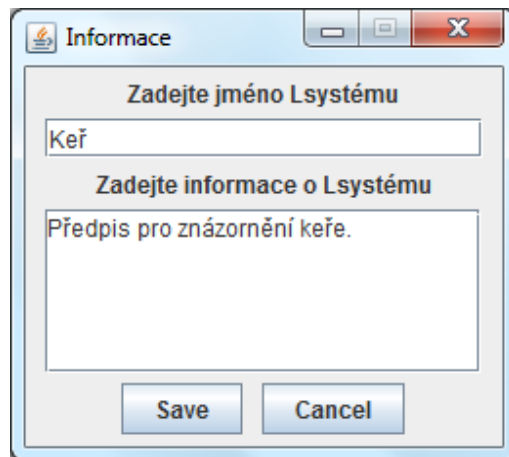 Informace
Zadejte jméno Lsystému
Keř
Zadejte informace o Lsystému
Předpis pro znázornění keře.
Save Cancel